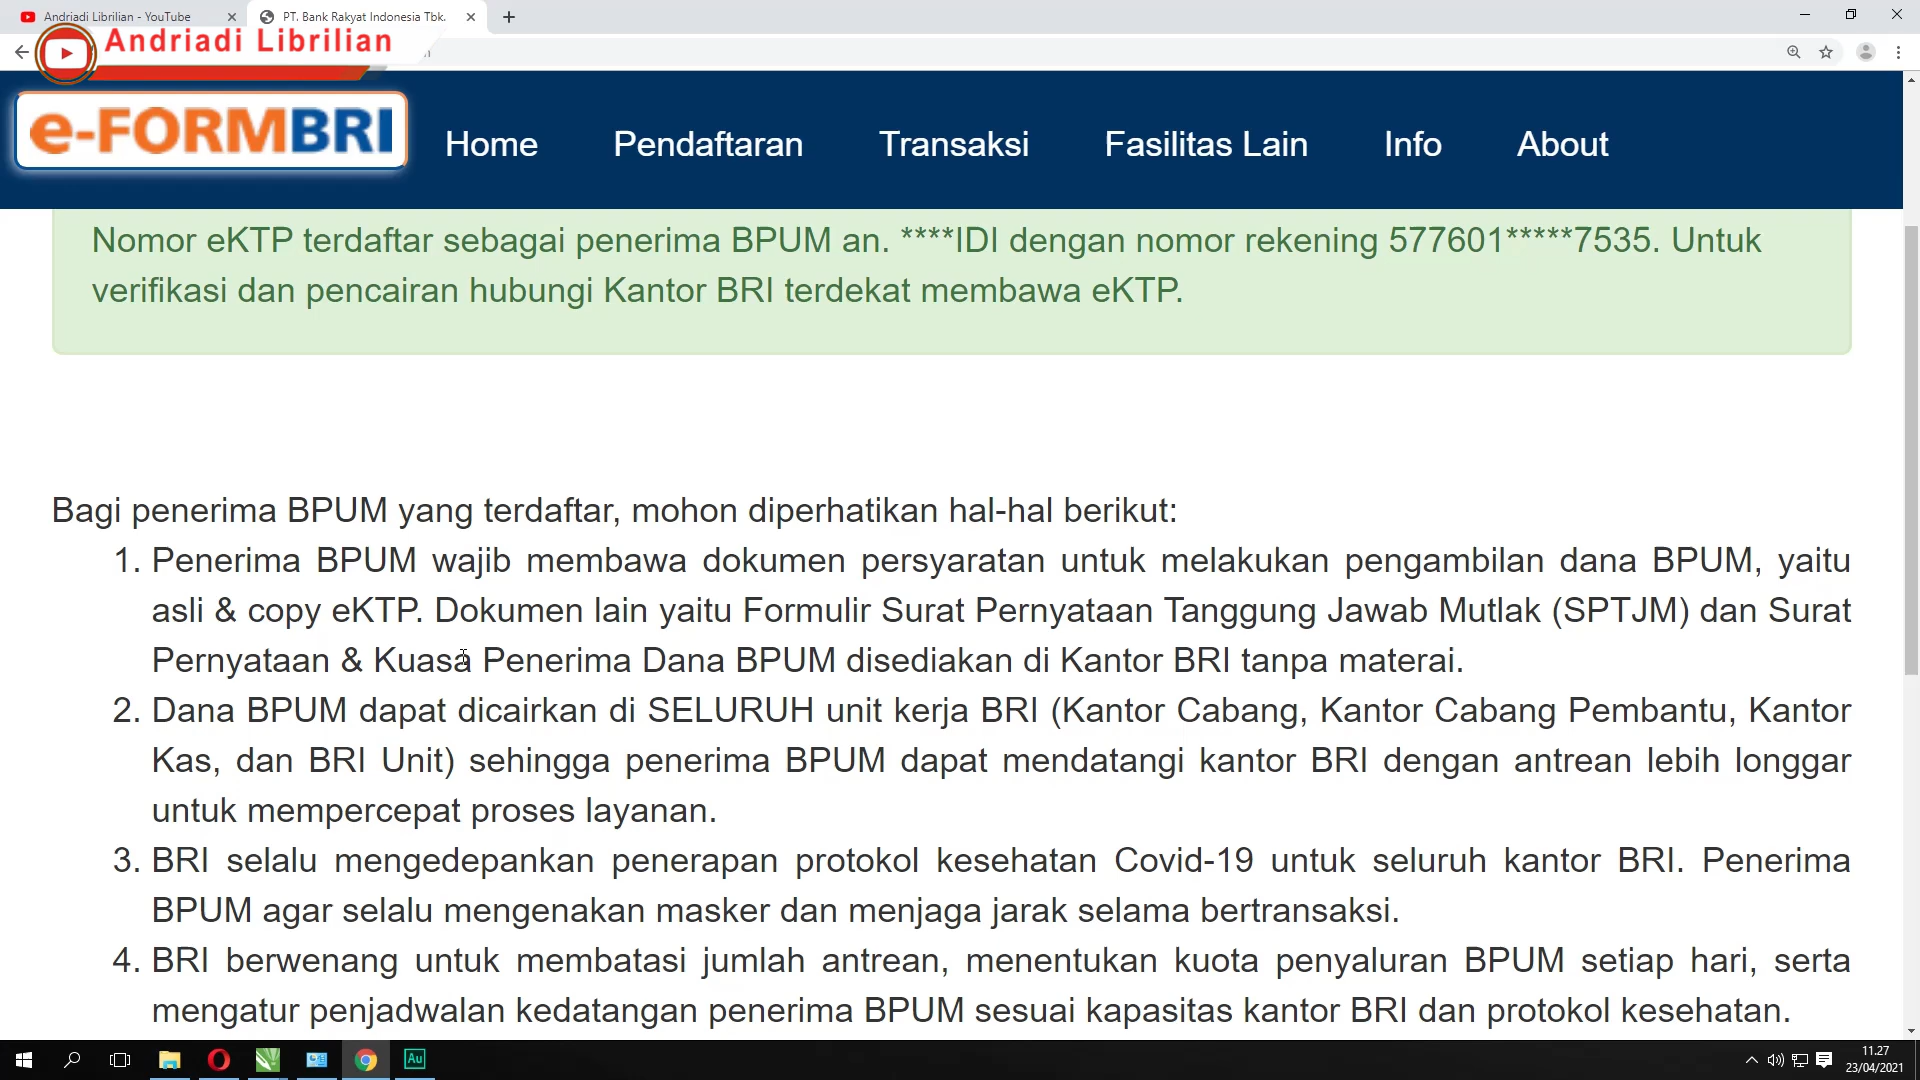 Andriadi Librilian - YouTube
PT. Bank Rakyat Indonesia Tbk.
Andriadi Librilian
e-FORMBRI
Home Pendaftaran Transaksi Fasilitas Lain Info About
Nomor eKTP terdaftar sebagai penerima BPUM an. ****IDI dengan nomor rekening 577601*****7535. Untuk
verifikasi dan pencairan hubungi Kantor BRI terdekat membawa eKTP.
Bagi penerima BPUM yang terdaftar, mohon diperhatikan hal-hal berikut:
1. Penerima BPUM wajib membawa dokumen persyaratan untuk melakukan pengambilan dana BPUM, yaitu
asli & copy eKTP. Dokumen lain yaitu Formulir Surat Pernyataan Tanggung Jawab Mutlak (SPTJM) dan Surat
Pernyataan & Kuasa Penerima Dana BPUM disediakan di Kantor BRI tanpa materai.
2. Dana BPUM dapat dicairkan di SELURUH unit kerja BRI (Kantor Cabang, Kantor Cabang Pembantu, Kantor
Kas, dan BRI Unit) sehingga penerima BPUM dapat mendatangi kantor BRI dengan antrean lebih longgar
untuk mempercepat proses layanan.
3. BRI selalu mengedepankan penerapan protokol kesehatan Covid-19 untuk seluruh kantor BRI. Penerima
BPUM agar selalu mengenakan masker dan menjaga jarak selama bertransaksi.
4. BRI berwenang untuk membatasi jumlah antrean, menentukan kuota penyaluran BPUM setiap hari, serta
mengatur penjadwalan kedatangan penerima BPUM sesuai kapasitas kantor BRI dan protokol kesehatan.
Au
11.27
23/04/2021